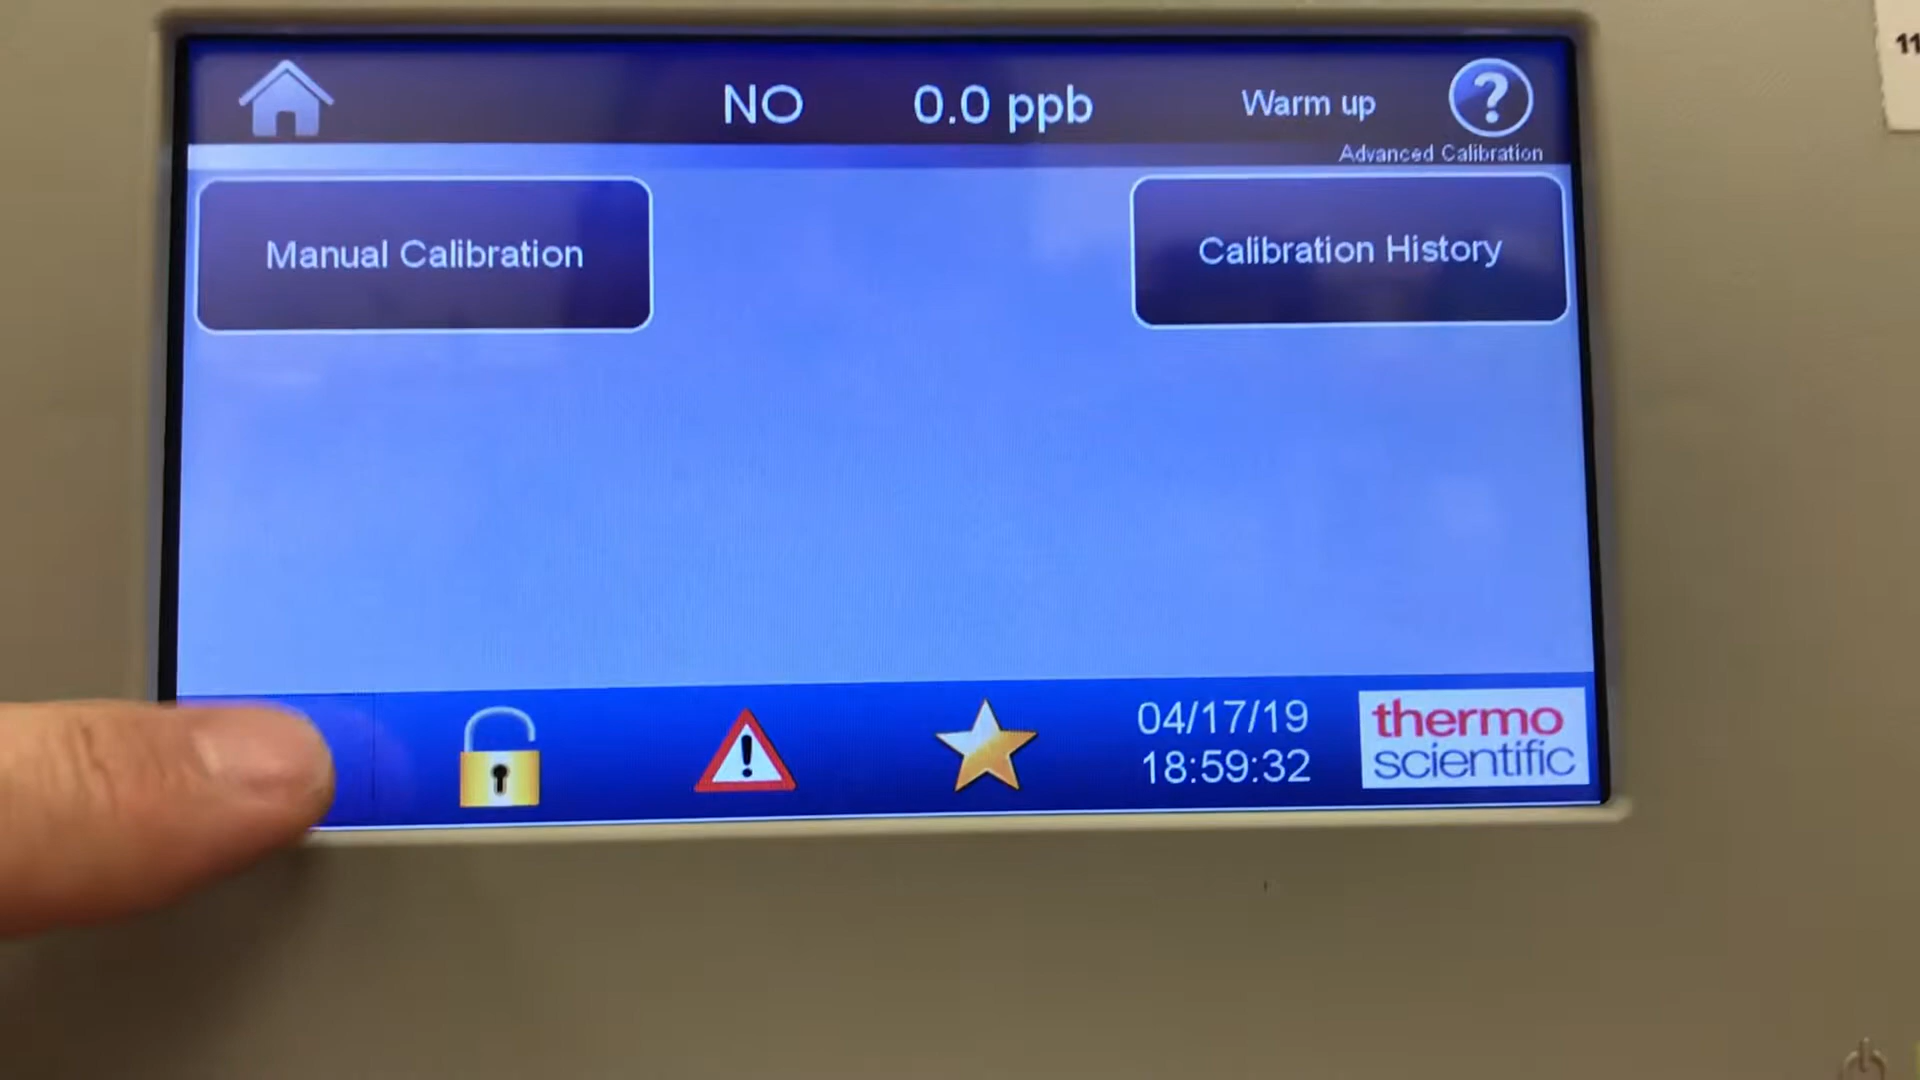 NO 0.0 ppb Warm up ?
Advanced Calibration
Manual Calibration
Calibration History
04/17/19
18:59:32
thermo
scientific
11